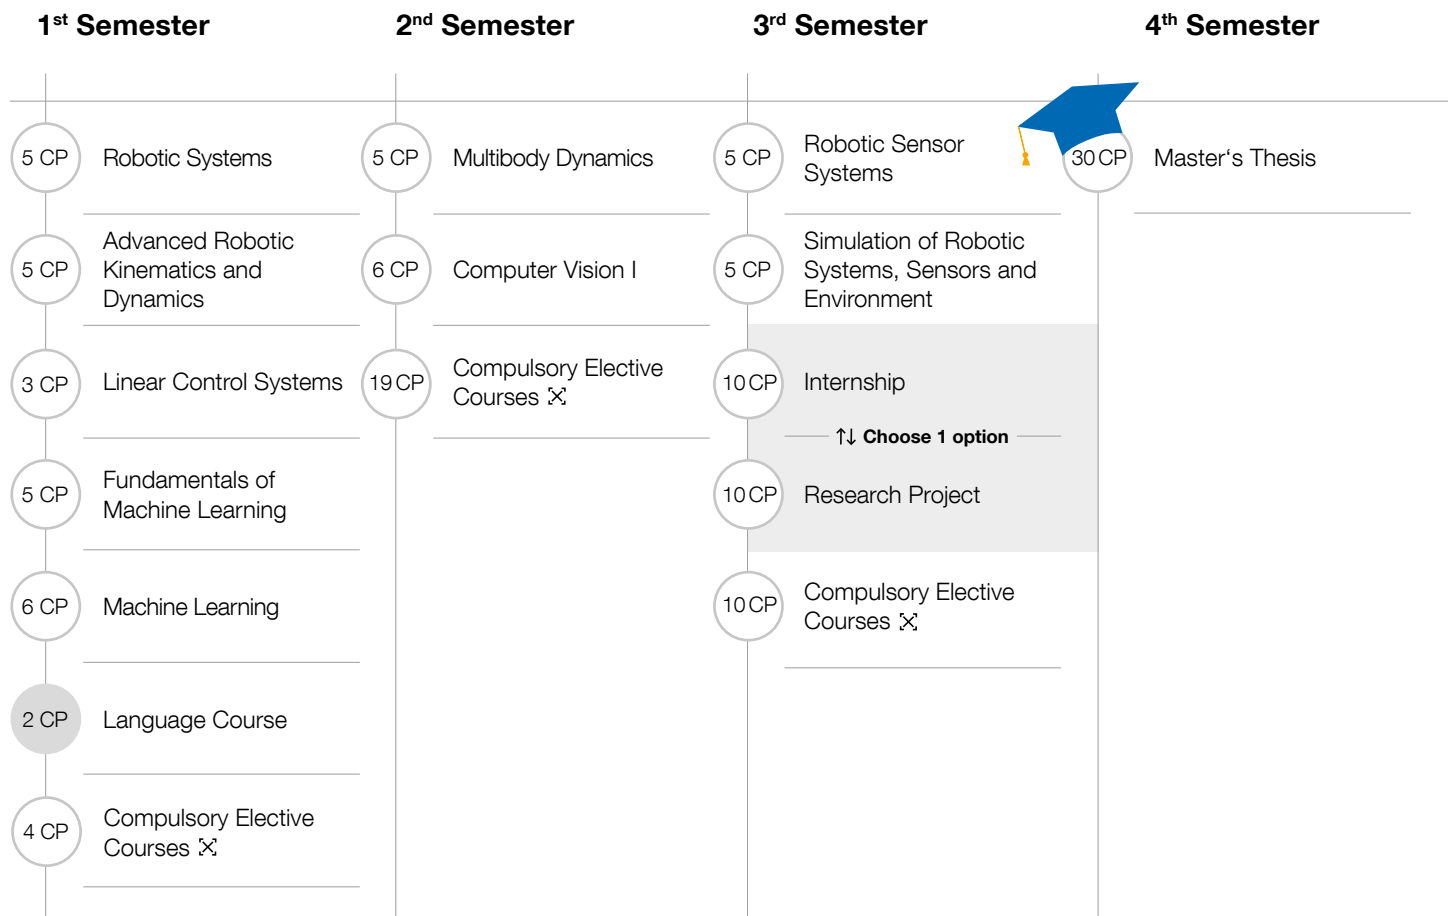 1st Semester
5 CP Robotic Systems
5 CP Advanced Robotic
Kinematics and
Dynamics
3 CP Linear Control Systems
5 CP Fundamentals of
Machine Learning
6 CP Machine Learning
2 CP Language Course
4 CP Compulsory Elective
Courses
2nd Semester
5 CP Multibody Dynamics
6 CP Computer Vision I
19 CP Compulsory Elective
Courses
3rd Semester
5 CP Robotic Sensor
Systems
5 CP Simulation of Robotic
Systems, Sensors and
Environment
10 CP Internship
↑↓ Choose 1 option
10 CP Research Project
10 CP Compulsory Elective
Courses
4th Semester
30 CP Master‘s Thesis